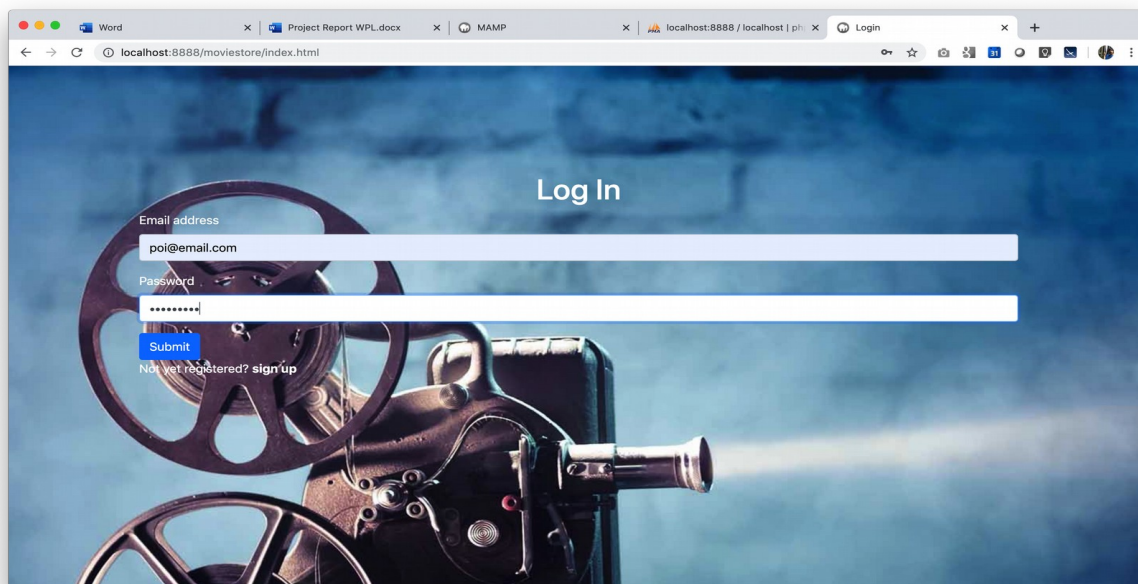 Word
Project Report WPL.docx
MAMP
localhost:8888 / localhost | ph
Login
localhost:8888/moviestore/index.html
31
Log In
Email address
poi@email.com
Password
•••••••••
Submit
Not yet registered? sign up